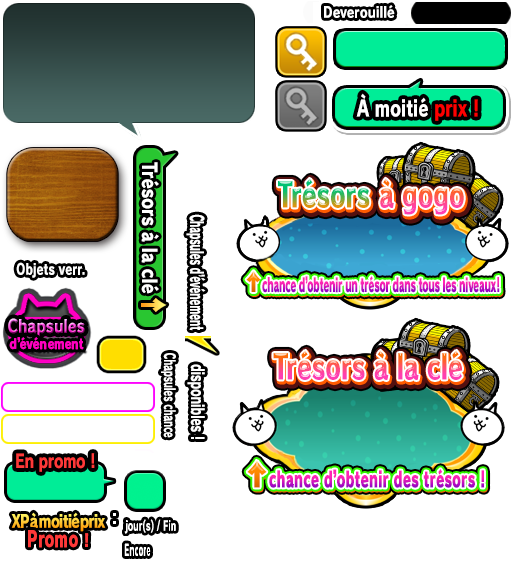 Deverouillé
À moitié prix !
Trésors à la clé
Trésors à gogo
chance d'obtenir un trésor dans tous les niveaux!
Chapsules d'événement
disponibles !
Chapsules chance
Objets verr.
Chapsules
d'événement
Trésors à la clé
chance d'obtenir des trésors !
En promo !
XP à moitié prix :
Promo !
jour(s) / Fin
Encore